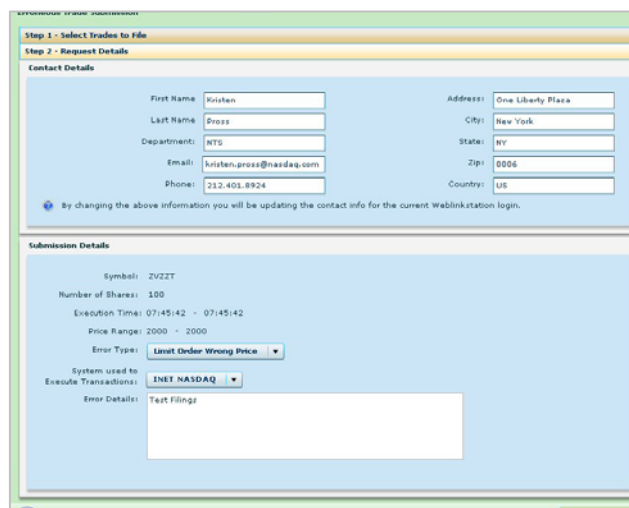 Erroneous Trade Submission
Step 1 - Select Trades to File
Step 2 - Request Details
Contact Details
First Name Kristen Address: One Liberty Plaza
Last Name Pross City: New York
Department: NTS State: NY
Email: kristen.pross@nasdaq.com Zip: 0006
Phone: 212.401.8924 Country: US
By changing the above information you will be updating the contact info for the current Weblinkstation login.
Submission Details
Symbol: ZVZZT
Number of Shares: 100
Execution Time: 07:45:42 - 07:45:42
Price Range: 2000 - 2000
Error Type: Limit Order Wrong Price
System used to
Execute Transactions: INET NASDAQ
Error Details: Test Filings